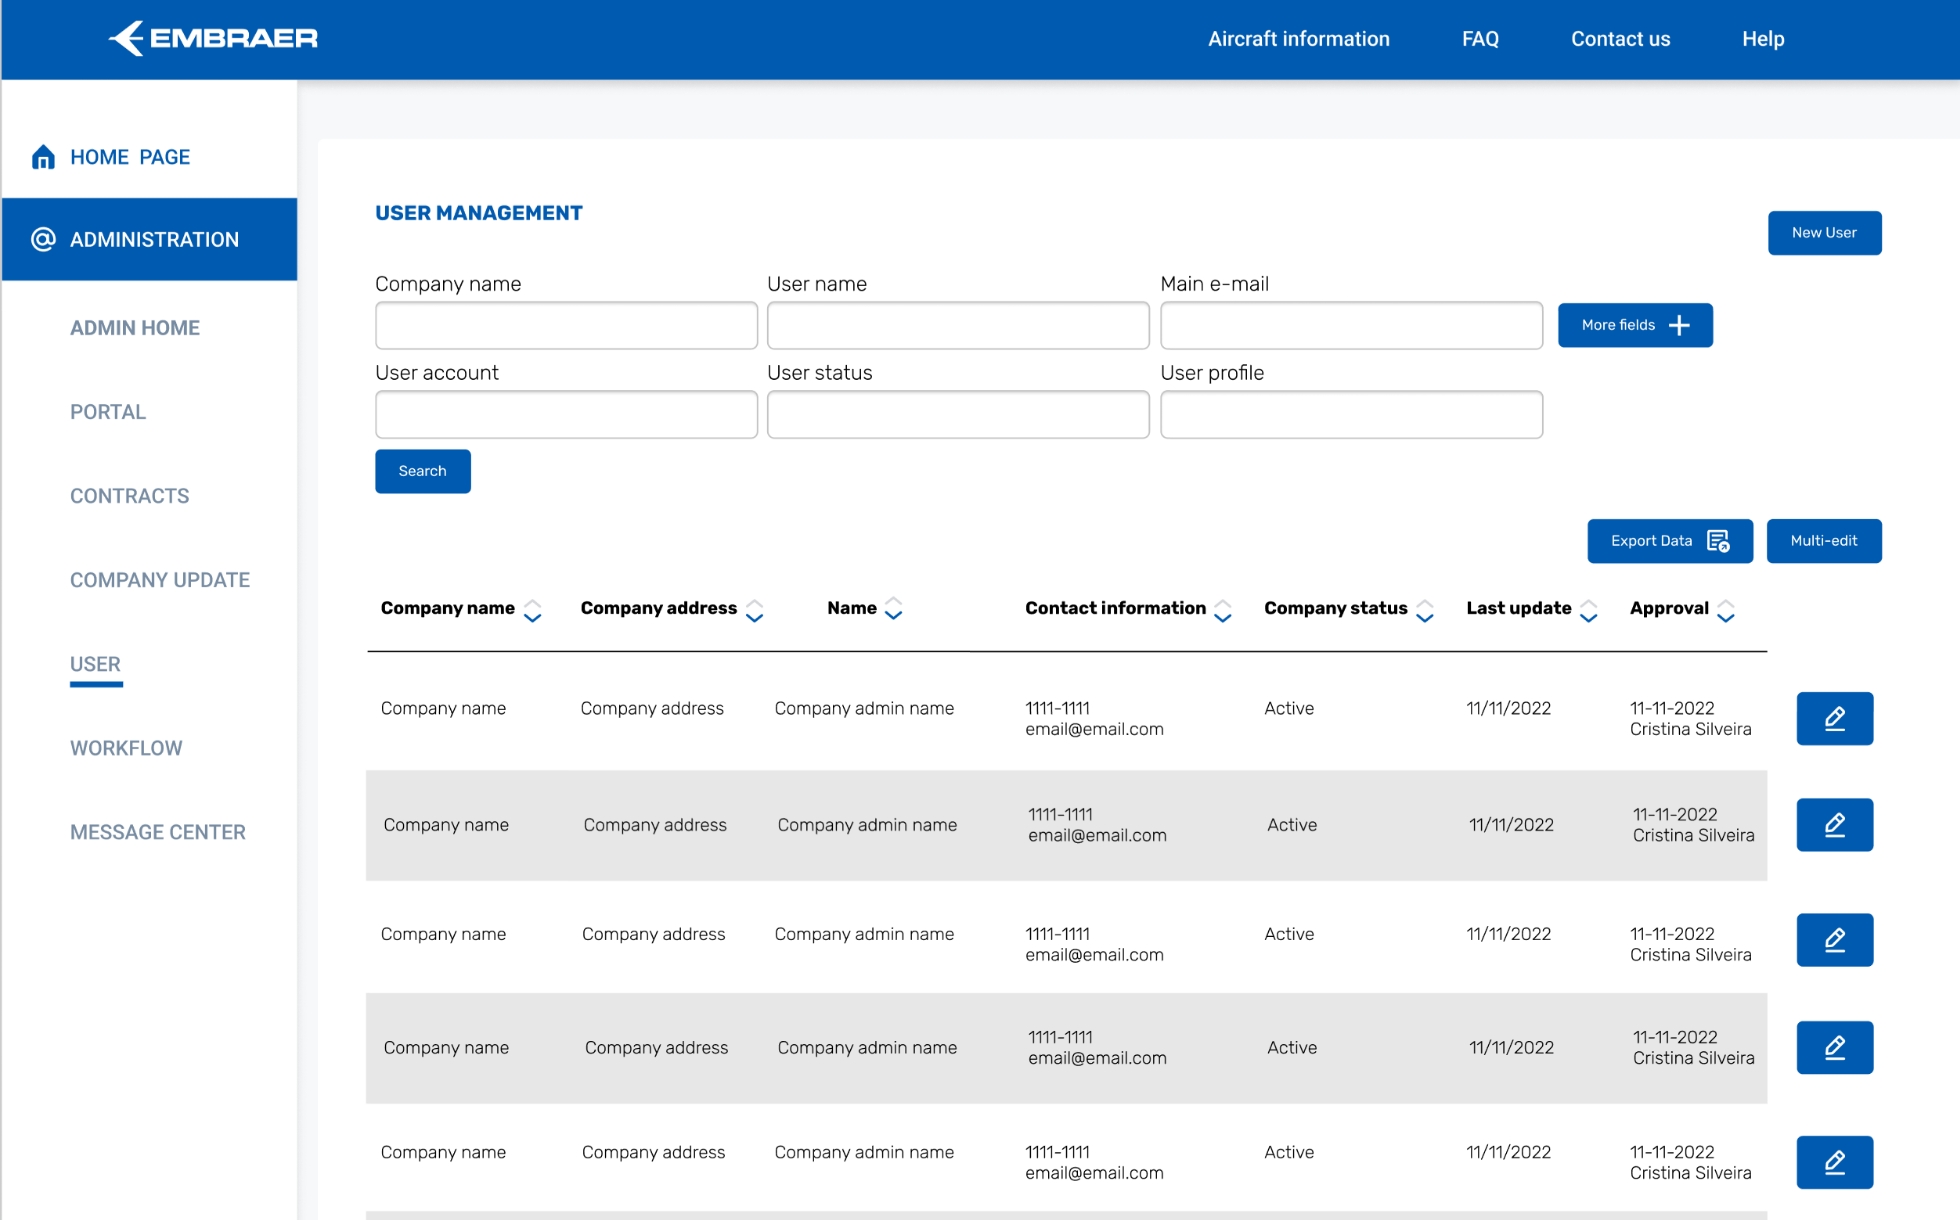 EMBRAER
Aircraft information
FAQ
Contact us
Help
HOME PAGE
ADMINISTRATION
ADMIN HOME
PORTAL
CONTRACTS
COMPANY UPDATE
USER
WORKFLOW
MESSAGE CENTER
USER MANAGEMENT
New User
Company name
User name
Main e-mail
More fields
User account
User status
User profile
Search
Export Data
Multi-edit
Company name
Company address
Name
Contact information
Company status
Last update
Approval
Company name
Company address
Company admin name
1111-1111
email@email.com
Active
11/11/2022
11-11-2022
Cristina Silveira
Company name
Company address
Company admin name
1111-1111
email@email.com
Active
11/11/2022
11-11-2022
Cristina Silveira
Company name
Company address
Company admin name
1111-1111
email@email.com
Active
11/11/2022
11-11-2022
Cristina Silveira
Company name
Company address
Company admin name
1111-1111
email@email.com
Active
11/11/2022
11-11-2022
Cristina Silveira
Company name
Company address
Company admin name
1111-1111
email@email.com
Active
11/11/2022
11-11-2022
Cristina Silveira